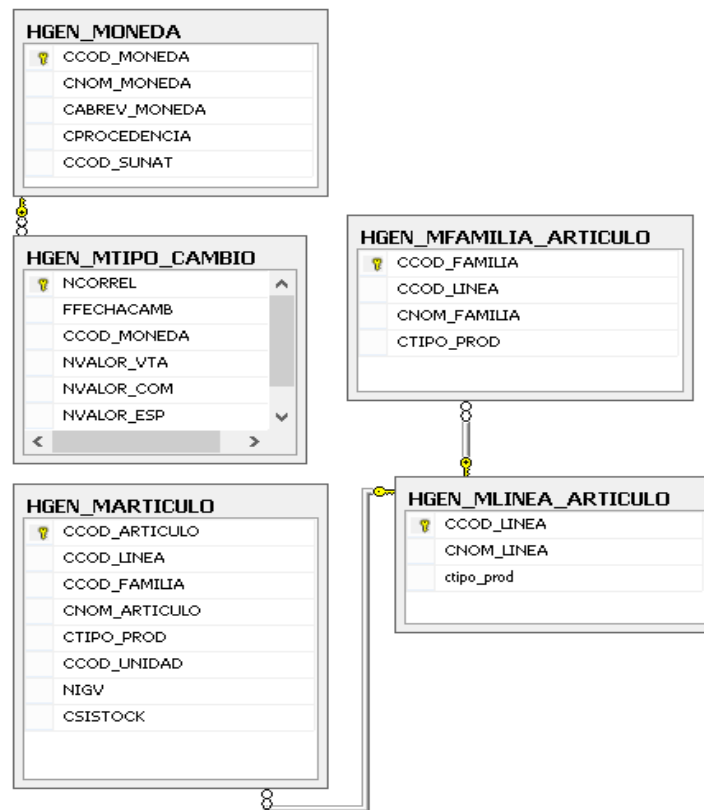 HGEN_MONEDA
CCOD_MONEDA
CNOM_MONEDA
CABREV_MONEDA
CPROCEDENCIA
CCOD_SUNAT
HGEN_MTIPO_CAMBIO
NCORREL
FFECHACAMB
CCOD_MONEDA
NVALOR_VTA
NVALOR_COM
NVALOR_ESP
HGEN_MFAMILIA_ARTICULO
CCOD_FAMILIA
CCOD_LINEA
CNOM_FAMILIA
CTIPO_PROD
HGEN_MARTICULO
CCOD_ARTICULO
CCOD_LINEA
CCOD_FAMILIA
CNOM_ARTICULO
CTIPO_PROD
CCOD_UNIDAD
NIGV
CSISTOCK
HGEN_MLINEA_ARTICULO
CCOD_LINEA
CNOM_LINEA
ctipo_prod